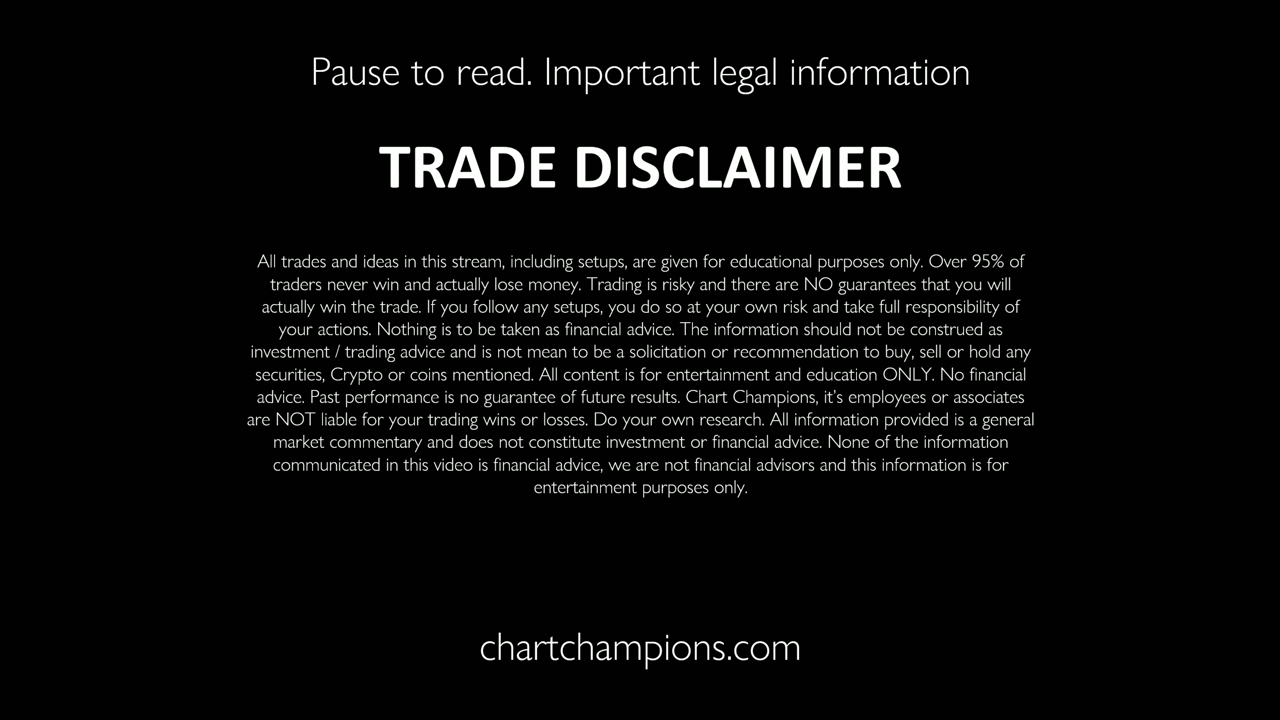 Pause to read. Important legal information
TRADE DISCLAIMER
All trades and ideas in this stream, including setups, are given for educational purposes only. Over 95% of
traders never win and actually lose money. Trading is risky and there are NO guarantees that you will
actually win the trade. If you follow any setups, you do so at your own risk and take full responsibility of
your actions. Nothing is to be taken as financial advice. The information should not be construed as
investment / trading advice and is not mean to be a solicitation or recommendation to buy, sell or hold any
securities, Crypto or coins mentioned. All content is for entertainment and education ONLY. No financial
advice. Past performance is no guarantee of future results. Chart Champions, it’s employees or associates
are NOT liable for your trading wins or losses. Do your own research. All information provided is a general
market commentary and does not constitute investment or financial advice. None of the information
communicated in this video is financial advice, we are not financial advisors and this information is for
entertainment purposes only.
chartchampions.com